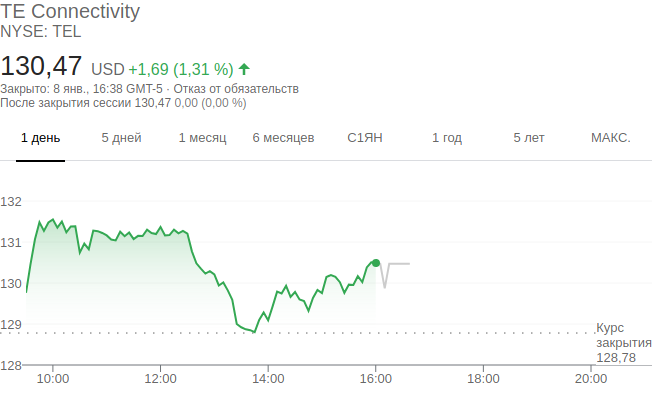 TE Connectivity
NYSE: TEL
130,47 USD +1,69 (1,31 %)
Закрыто: 8 янв., 16:38 GMT-5 · Отказ от обязательств
После закрытия сессии 130,47 0,00 (0,00 %)
1 день 5 дней 1 месяц 6 месяцев С1ЯН 1 год 5 лет МАКС.
132
131
130
129
Курс
закрытия
128,78
128
10:00 12:00 14:00 16:00 18:00 20:00